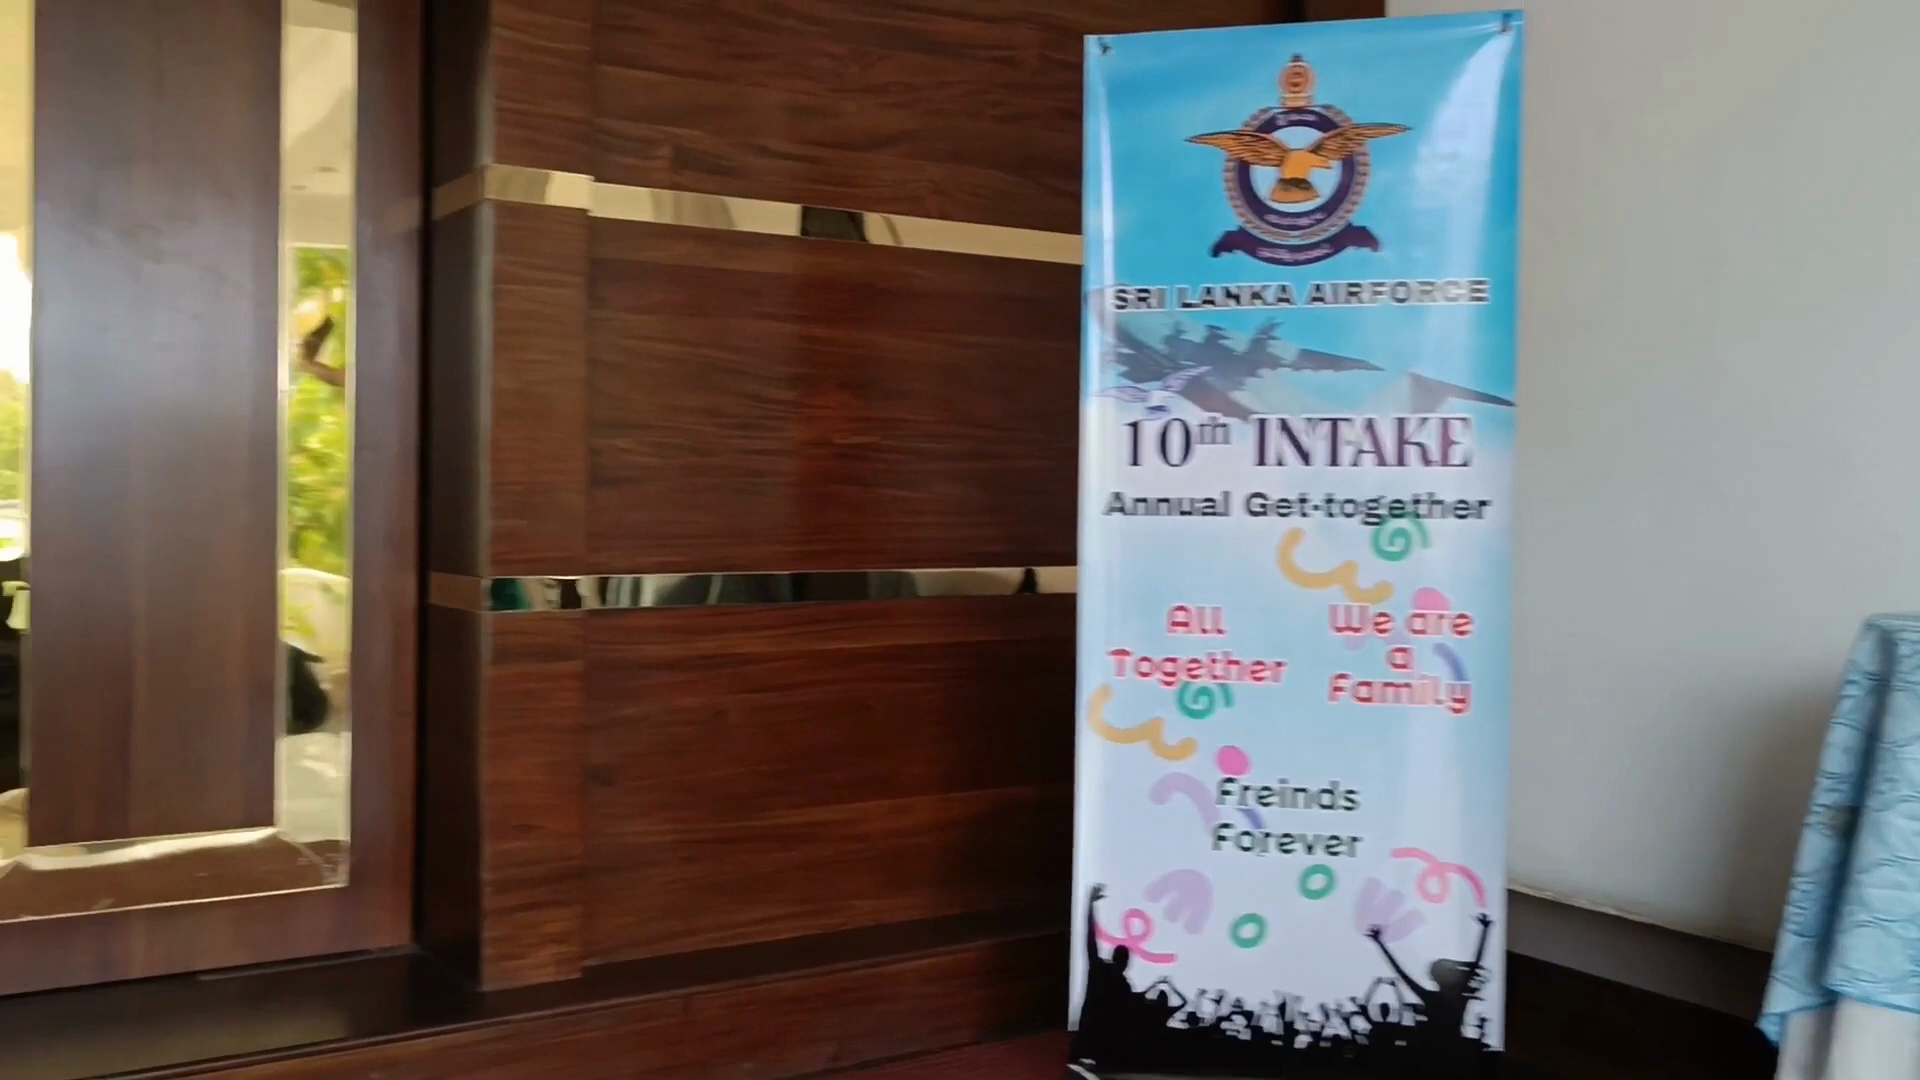 SRI LANKA AIRFORCE
10th INTAKE
Annual Get-together
All
Together
We are
a
Family
Freinds
Forever